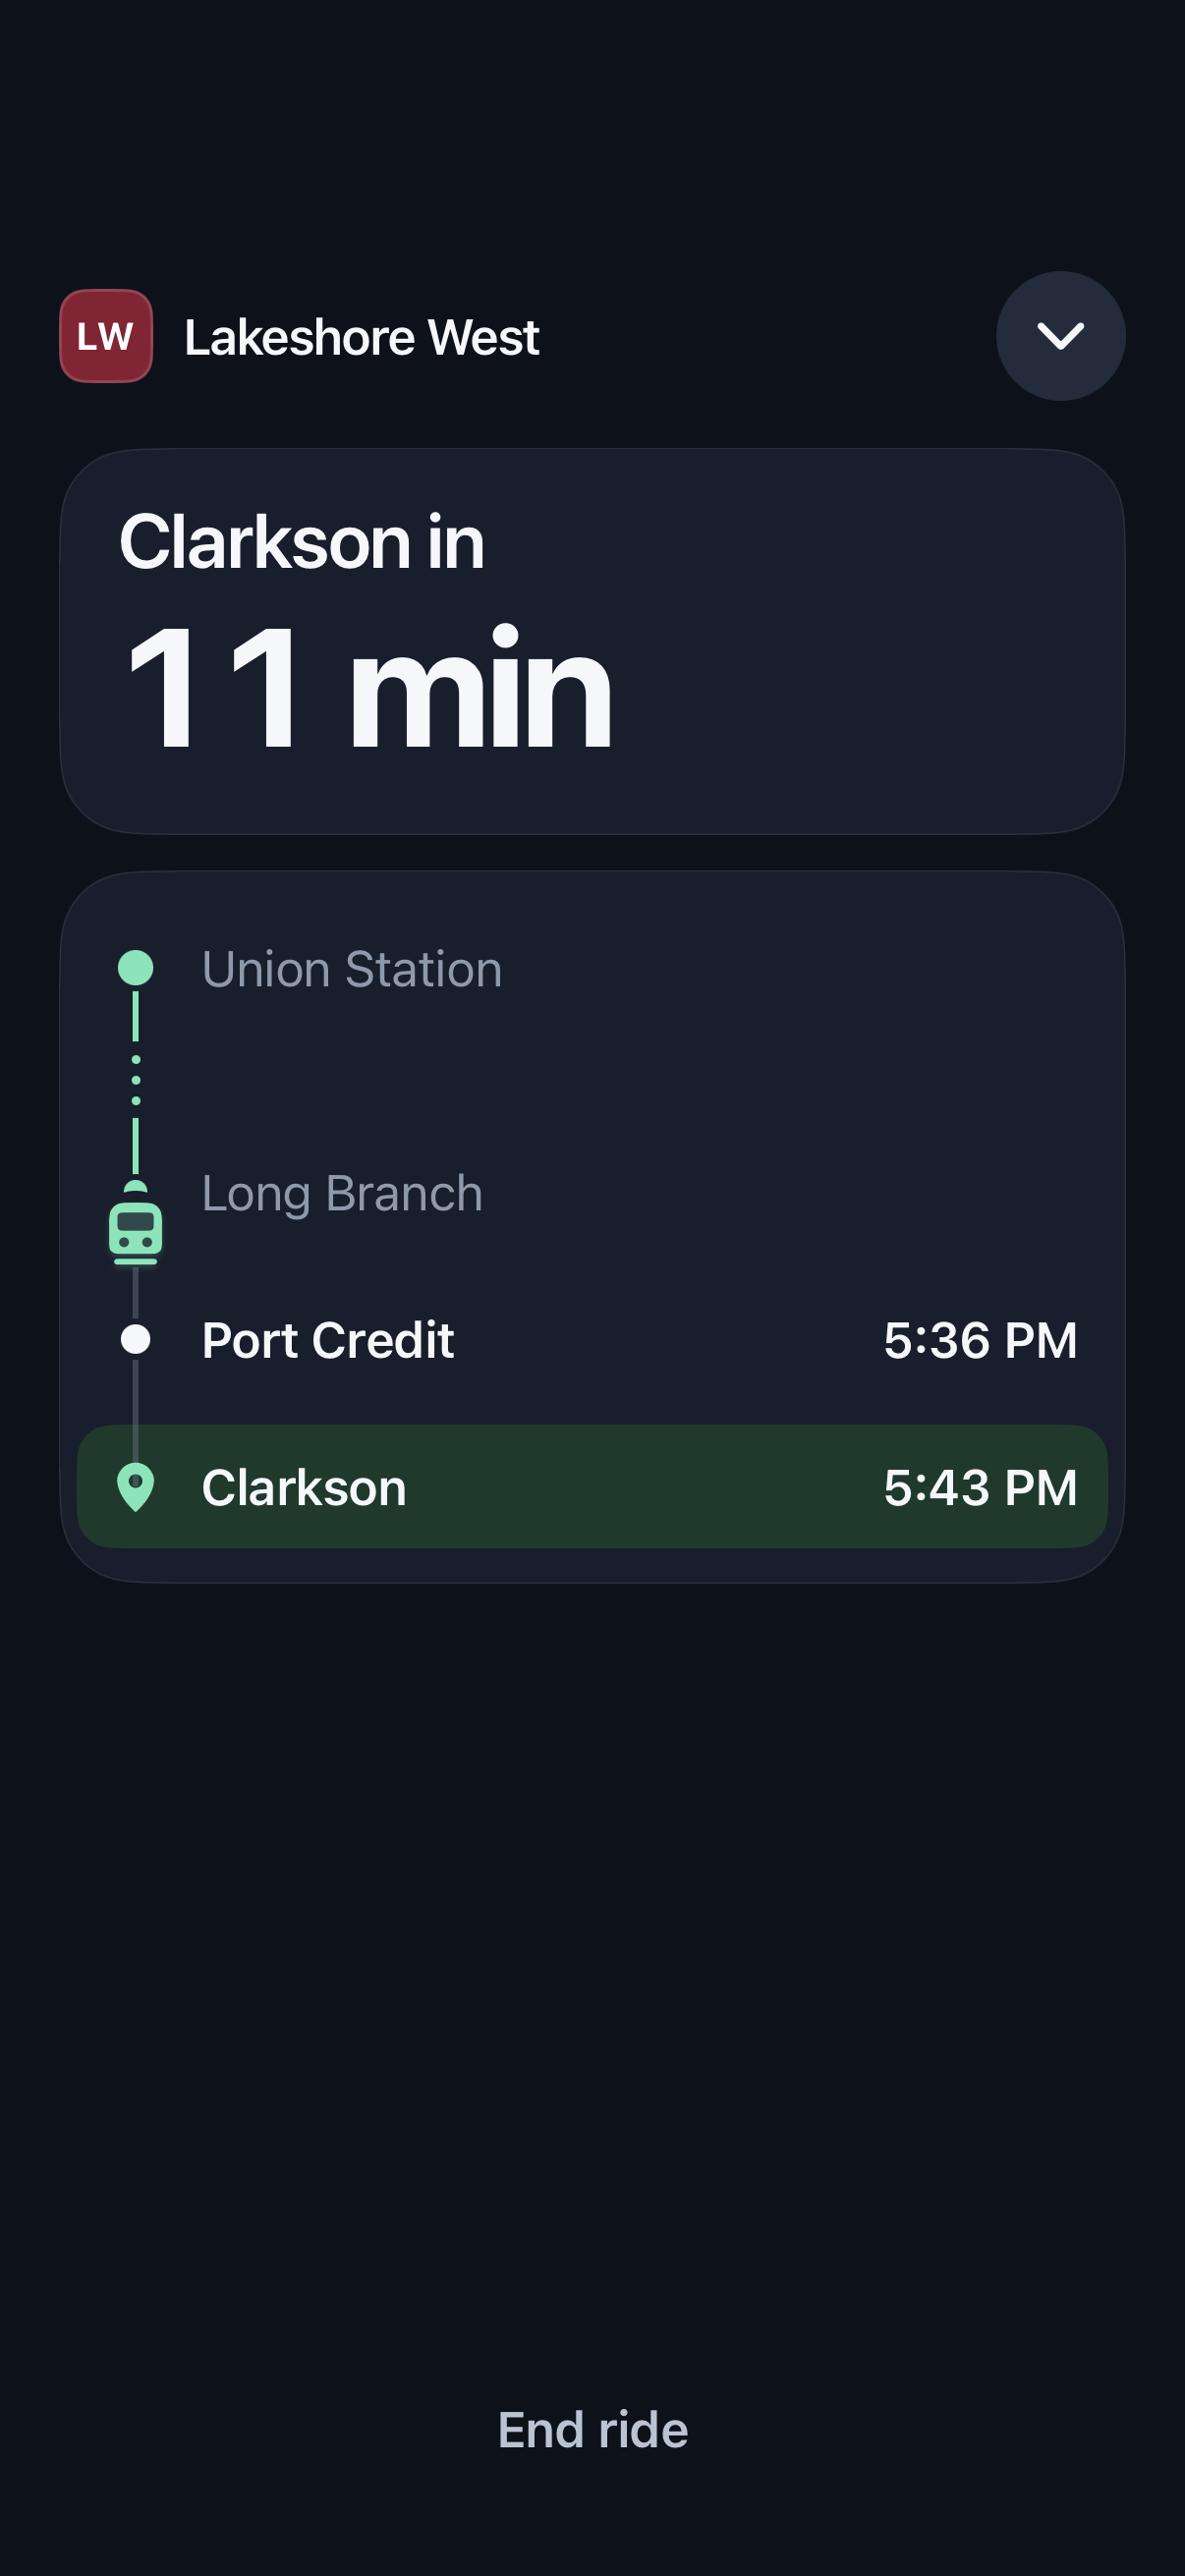 LW Lakeshore West
Clarkson in
11 min
Union Station
Long Branch
Port Credit 5:36 PM
Clarkson 5:43 PM
End ride